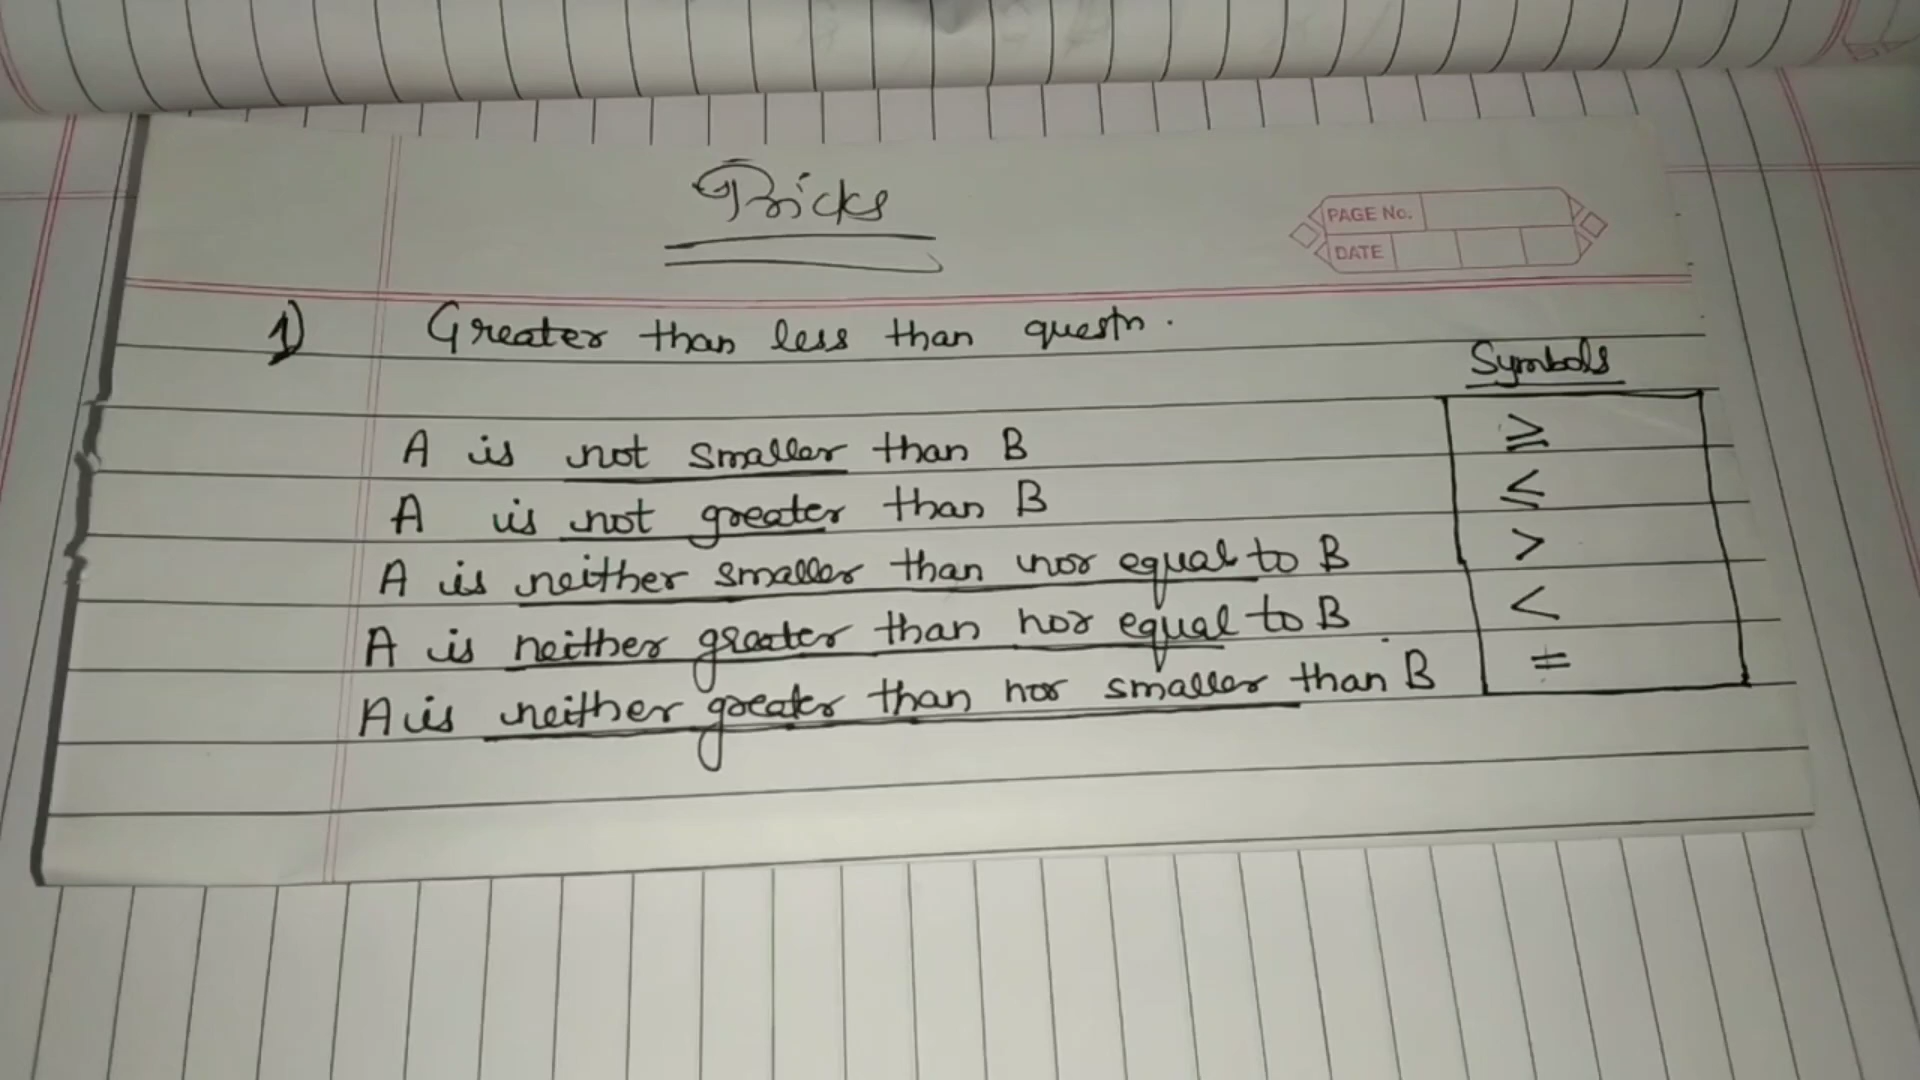 Tricks
PAGE No.
DATE
1) Greater than less than questn.
Symbols
A is not smaller than B ≥
A is not greater than B ≤
A is neither smaller than nor equal to B >
A is neither greater than nor equal to B <
A is neither greater than nor smaller than B =